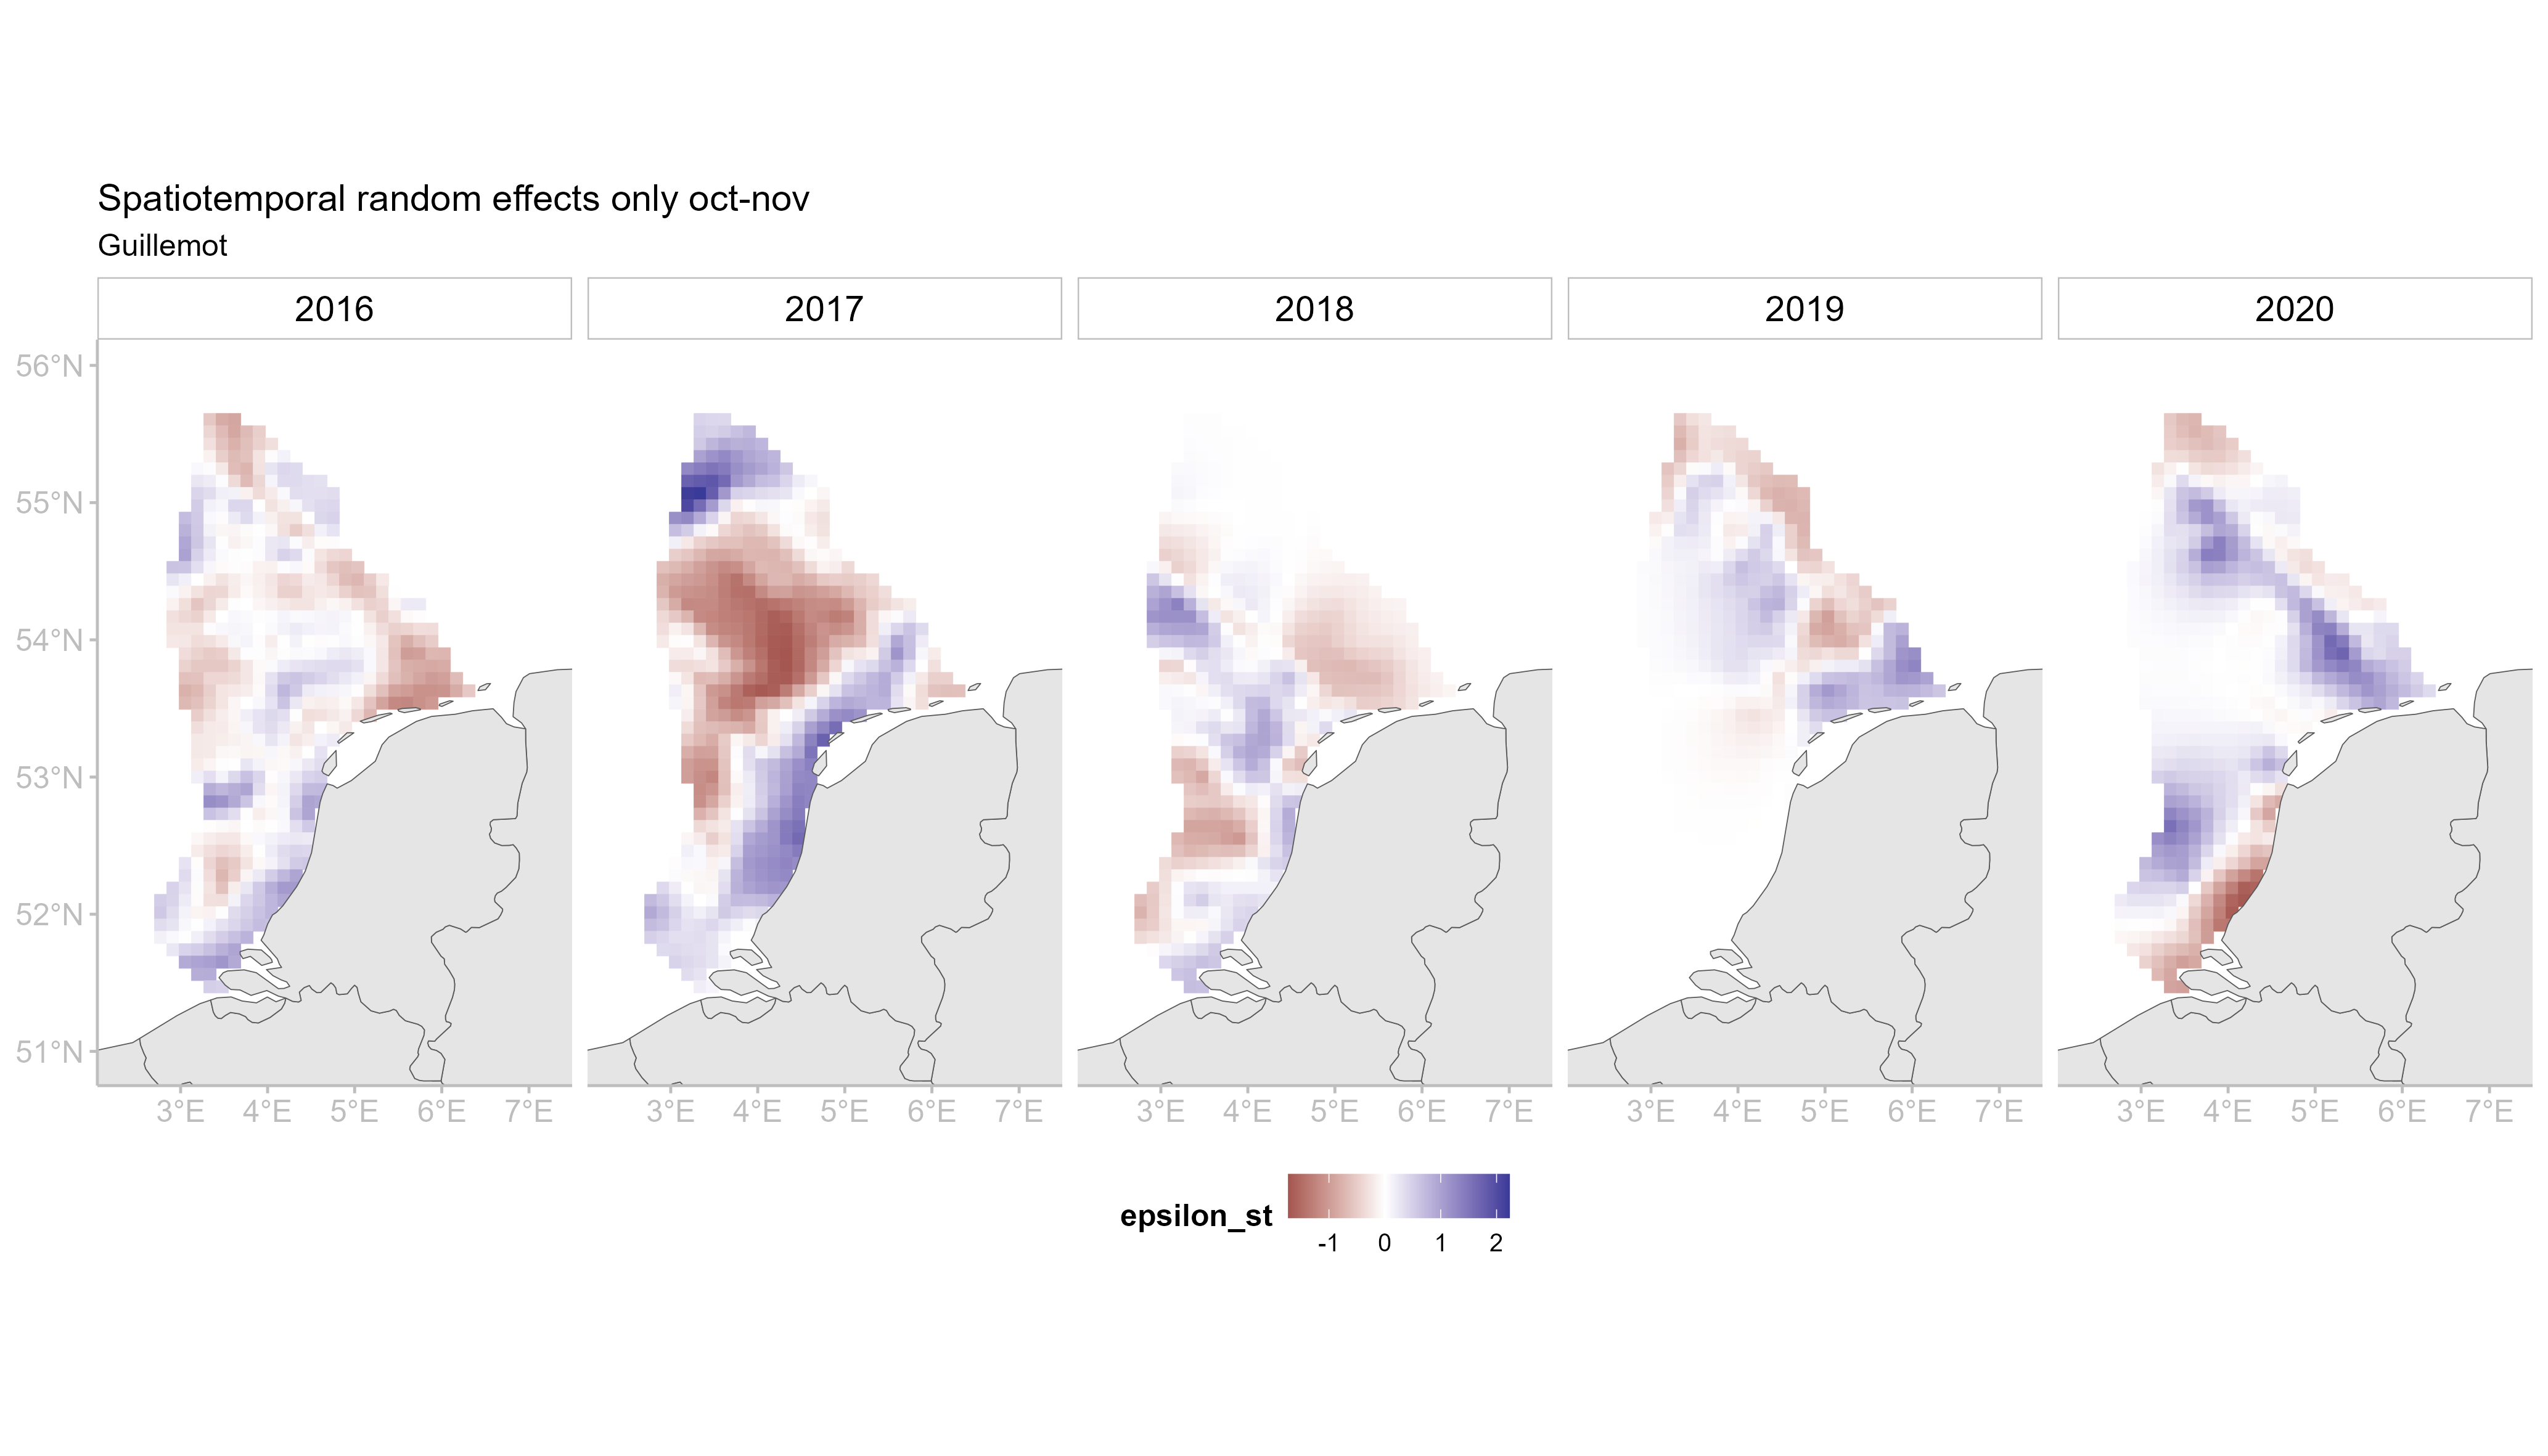 Spatiotemporal random effects only oct-nov
Guillemot
2016 2017 2018 2019 2020
56°N
55°N
54°N
53°N
52°N
51°N
3°E 4°E 5°E 6°E 7°E 3°E 4°E 5°E 6°E 7°E 3°E 4°E 5°E 6°E 7°E 3°E 4°E 5°E 6°E 7°E 3°E 4°E 5°E 6°E 7°E
epsilon_st
-1 0 1 2